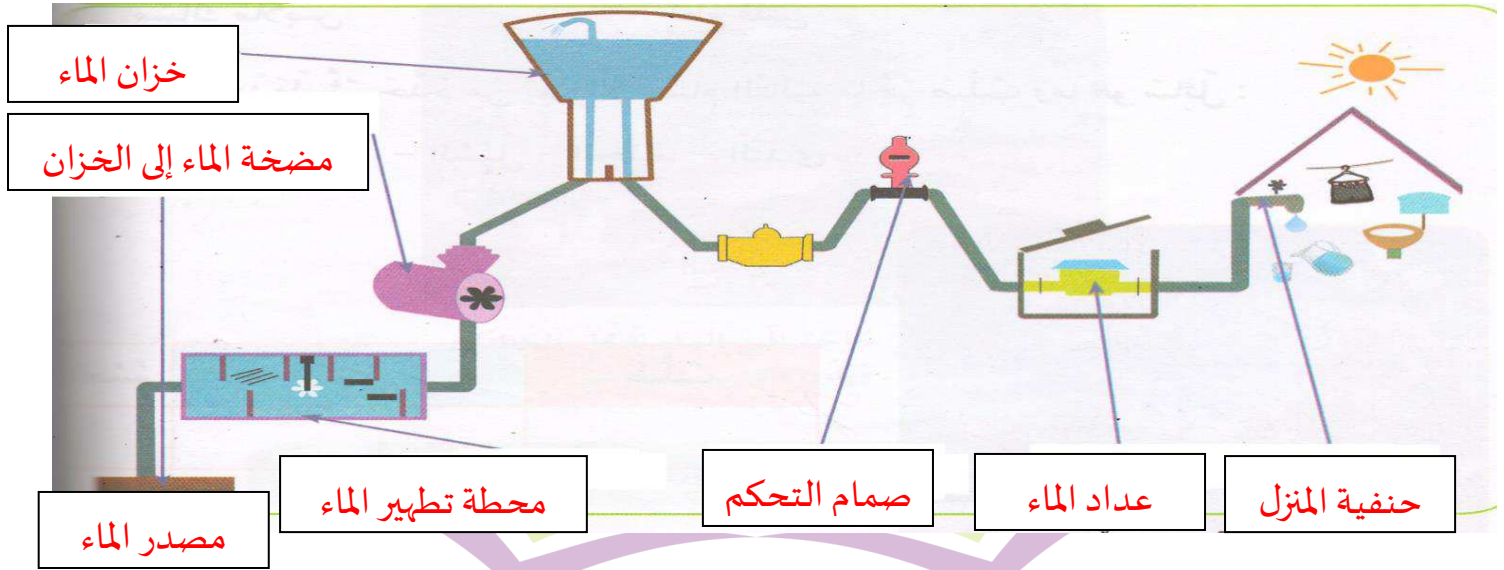 خزان الماء
مضخة الماء إلى الخزان
حنفية المنزل
عداد الماء
صمام التحكم
محطة تطهير الماء
مصدر الماء